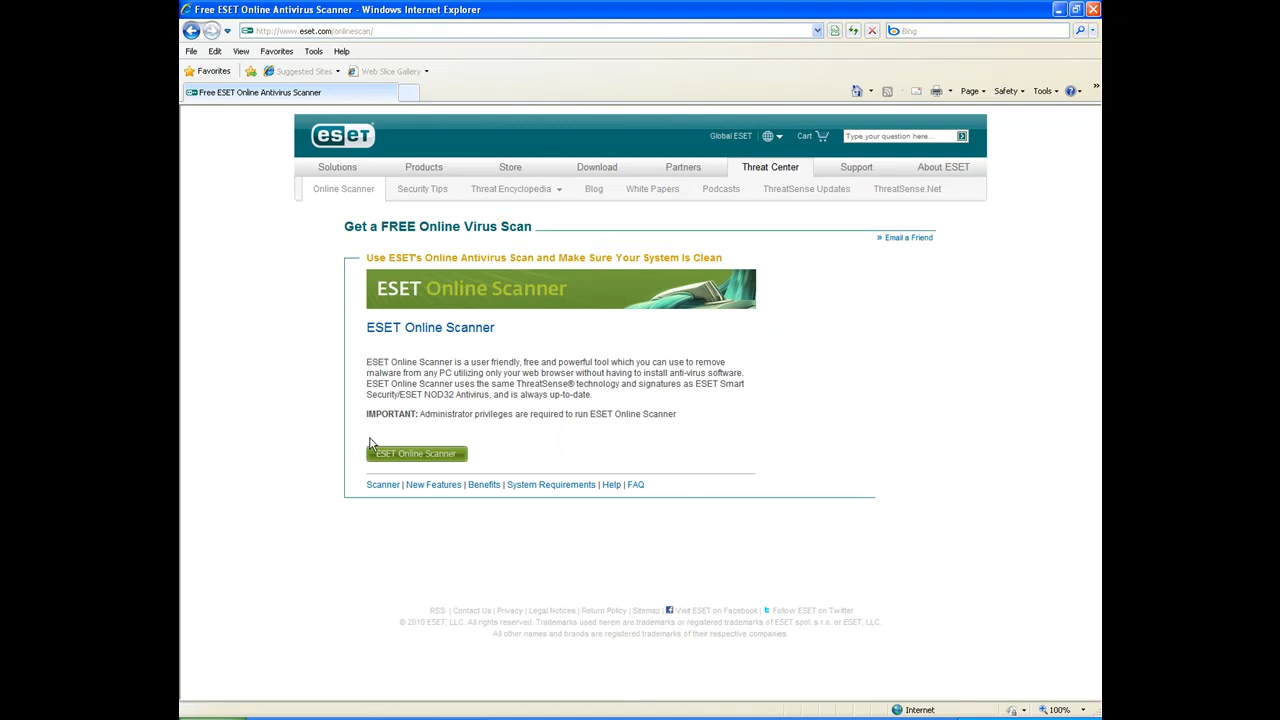 Free ESET Online Antivirus Scanner - Windows Internet Explorer
http://www.eset.com/onlinescan/
Bing
File Edit View Favorites Tools Help
Favorites Suggested Sites Web Slice Gallery
Free ESET Online Antivirus Scanner
Page Safety Tools
eset
Global ESET Cart Type your question here...
Solutions Products Store Download Partners Threat Center Support About ESET
Online Scanner Security Tips Threat Encyclopedia Blog White Papers Podcasts ThreatSense Updates ThreatSense.Net
Get a FREE Online Virus Scan
» Email a Friend
Use ESET's Online Antivirus Scan and Make Sure Your System Is Clean
ESET Online Scanner
ESET Online Scanner
ESET Online Scanner is a user friendly, free and powerful tool which you can use to remove
malware from any PC utilizing only your web browser without having to install anti-virus software.
ESET Online Scanner uses the same ThreatSense® technology and signatures as ESET Smart
Security/ESET NOD32 Antivirus, and is always up-to-date.
IMPORTANT: Administrator privileges are required to run ESET Online Scanner
ESET Online Scanner
Scanner | New Features | Benefits | System Requirements | Help | FAQ
RSS | Contact Us | Privacy | Legal Notices | Return Policy | Sitemap | Visit ESET on Facebook | Follow ESET on Twitter
© 2010 ESET, LLC. All rights reserved. Trademarks used herein are trademarks or registered trademarks of ESET spol. s r.o. or ESET, LLC.
All other names and brands are registered trademarks of their respective companies.
Internet 100%